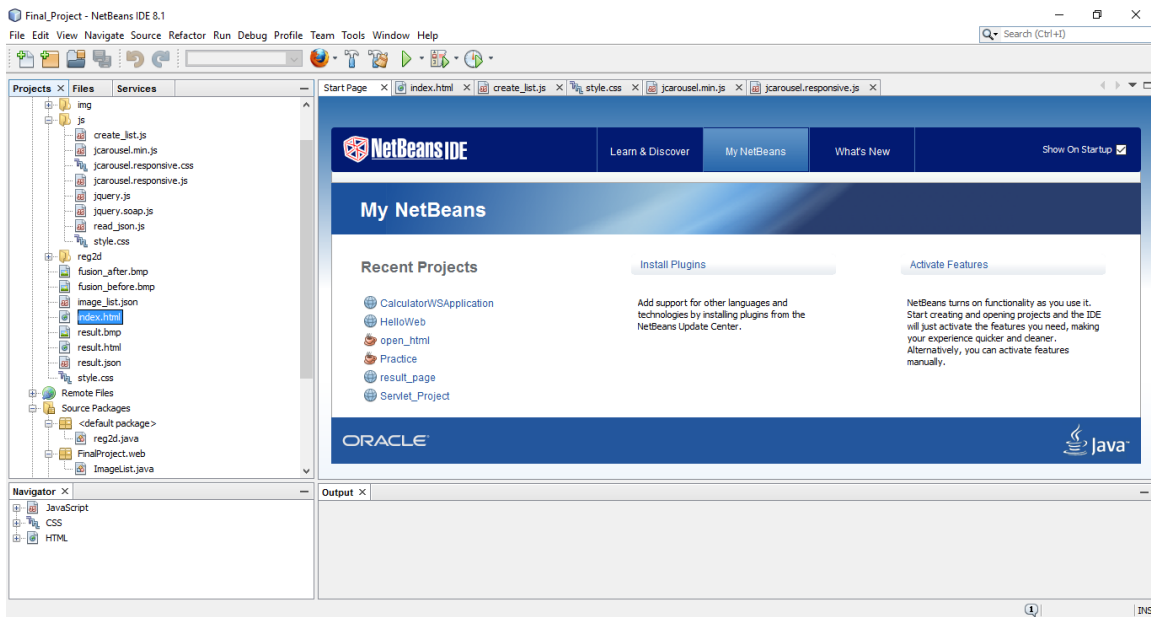 Final_Project - NetBeans IDE 8.1
File Edit View Navigate Source Refactor Run Debug Profile Team Tools Window Help
Search (Ctrl+I)
Projects Files Services
Start Page index.html create_list.js style.css jcarousel.min.js jcarousel.responsive.js
img
js
create_list.js
jcarousel.min.js
jcarousel.responsive.css
jcarousel.responsive.js
jquery.js
jquery.soap.js
read_json.js
style.css
reg2d
fusion_after.bmp
fusion_before.bmp
image_list.json
index.html
result.bmp
result.html
result.json
style.css
Remote Files
Source Packages
<default package>
reg2d.java
FinalProject.web
ImageList.java
NetBeans IDE
Learn & Discover
My NetBeans
What's New
Show On Startup
My NetBeans
Recent Projects
CalculatorWSApplication
HelloWeb
open_html
Practice
result_page
Servlet_Project
Install Plugins
Add support for other languages and
technologies by installing plugins from the
NetBeans Update Center.
Activate Features
NetBeans turns on functionality as you use it.
Start creating and opening projects and the IDE
will just activate the features you need, making
your experience quicker and cleaner.
Alternatively, you can activate features
manually.
ORACLE
Java
Navigator
JavaScript
CSS
HTML
Output
1
INS